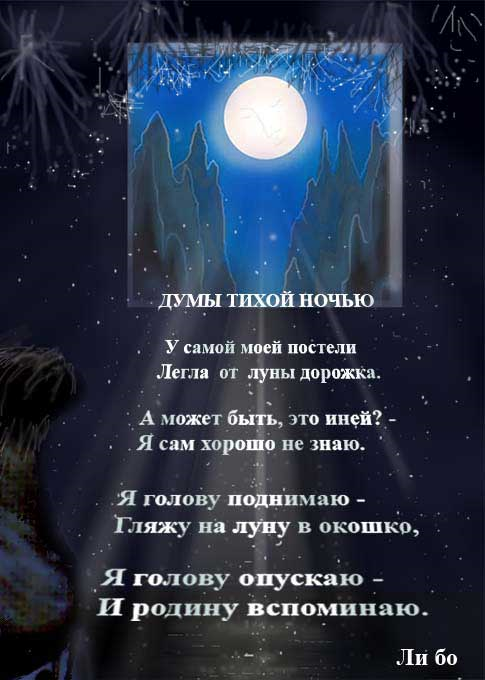 ДУМЫ ТИХОЙ НОЧЬЮ
У самой моей постели
Легла от луны дорожка.
А может быть, это иней? -
Я сам хорошо не знаю.
Я голову поднимаю -
Гляжу на луну в окошко,
Я голову опускаю -
И родину вспоминаю.
-
Ли бо